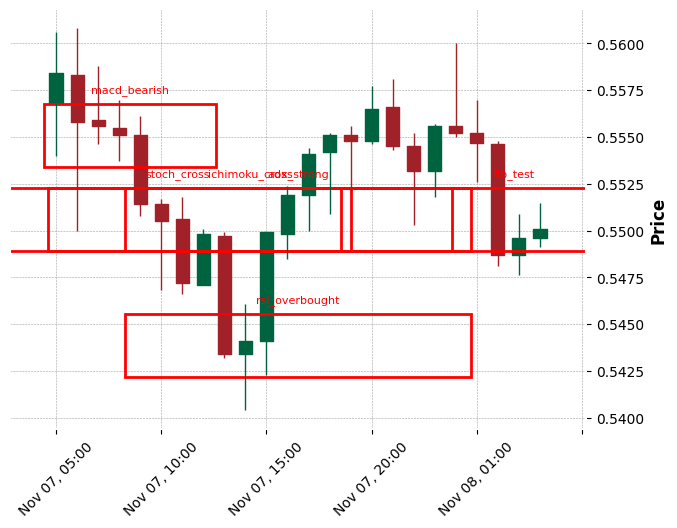 macd_bearish
stoch_cross
ichimoku_
adx_strong
_test
rsi_overbought
0.5600
0.5575
0.5550
0.5525
0.5500
0.5475
0.5450
0.5425
0.5400
Price
Nov 07, 05:00
Nov 07, 10:00
Nov 07, 15:00
Nov 07, 20:00
Nov 08, 01:00